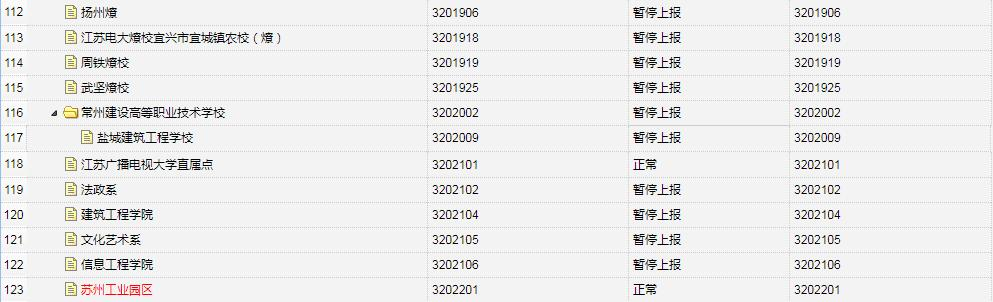 112 扬州燎 3201906 暂停上报 3201906
113 江苏电大燎校宜兴市宜城镇农校（燎） 3201918 暂停上报 3201918
114 周铁燎校 3201919 暂停上报 3201919
115 武坚燎校 3201925 暂停上报 3201925
116 常州建设高等职业技术学校 3202002 暂停上报 3202002
117 盐城建筑工程学校 3202009 暂停上报 3202009
118 江苏广播电视大学直属点 3202101 正常 3202101
119 法政系 3202102 暂停上报 3202102
120 建筑工程学院 3202104 暂停上报 3202104
121 文化艺术系 3202105 暂停上报 3202105
122 信息工程学院 3202106 暂停上报 3202106
123 苏州工业园区 3202201 正常 3202201